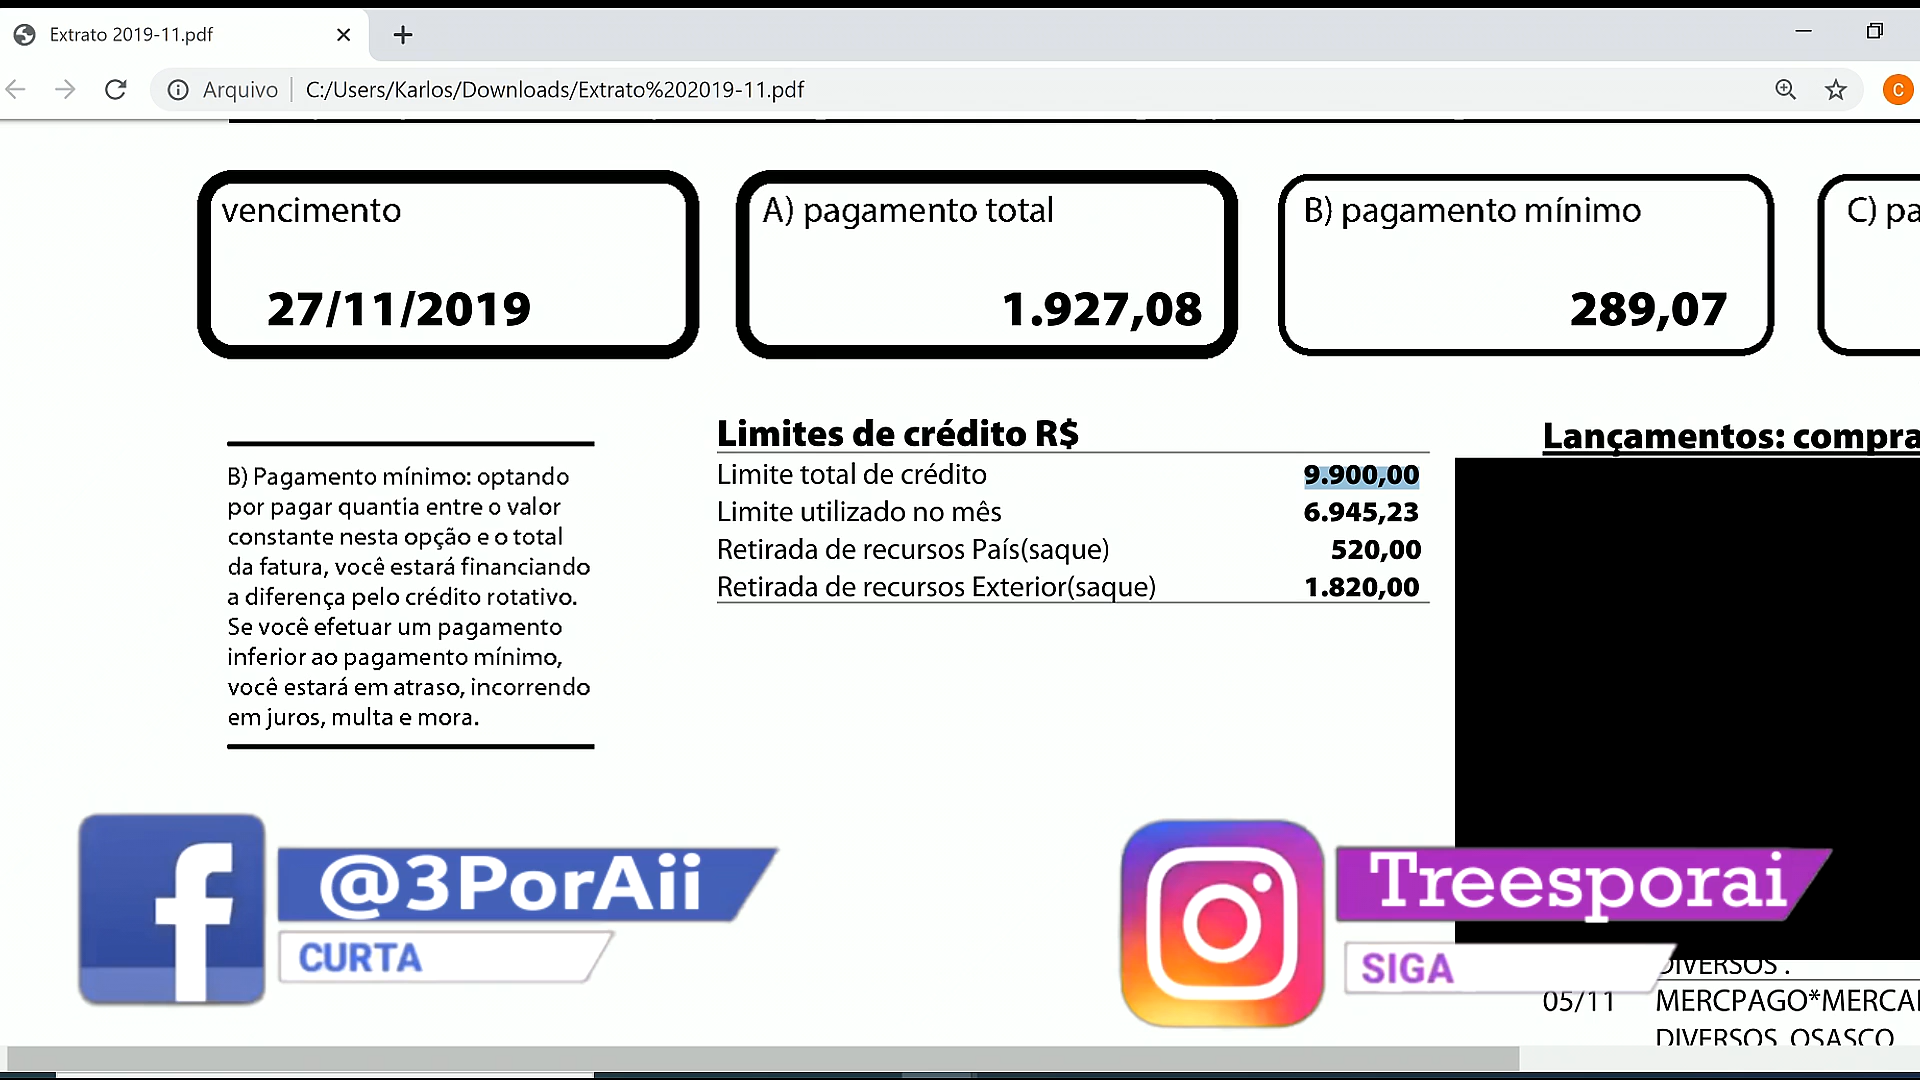 Extrato 2019-11.pdf
Arquivo
C:/Users/Karlos/Downloads/Extrato%202019-11.pdf
C
vencimento
27/11/2019
A) pagamento total
1.927,08
B) pagamento mínimo
289,07
C) pa
B) Pagamento mínimo: optando
por pagar quantia entre o valor
constante nesta opção e o total
da fatura, você estará financiando
a diferença pelo crédito rotativo.
Se você efetuar um pagamento
inferior ao pagamento mínimo,
você estará em atraso, incorrendo
em juros, multa e mora.
Limites de crédito R$
Limite total de crédito 9.900,00
Limite utilizado no mês 6.945,23
Retirada de recursos País(saque) 520,00
Retirada de recursos Exterior(saque) 1.820,00
Lançamentos: compra
DIVERSOS .
05/11 MERCPAGO*MERCA
DIVERSOS OSASCO
@3PorAii
CURTA
Treesporai
SIGA